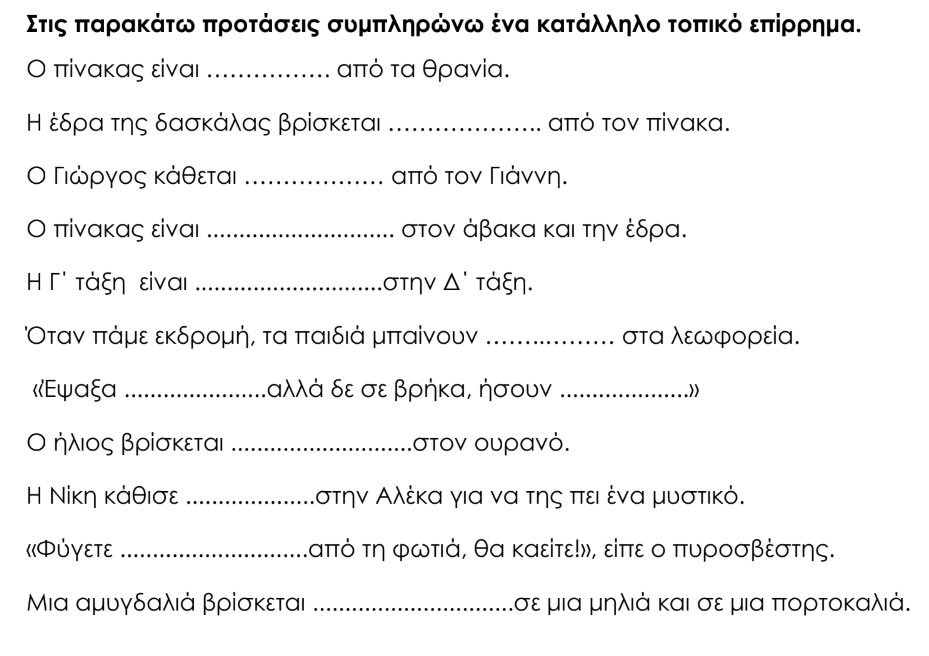 Στις παρακάτω προτάσεις συμπληρώνω ένα κατάλληλο τοπικό επίρρημα.
Ο πίνακας είναι ................ από τα θρανία.
Η έδρα της δασκάλας βρίσκεται .................... από τον πίνακα.
Ο Γιώργος κάθεται .................. από τον Γιάννη.
Ο πίνακας είναι ............................. στον άβακα και την έδρα.
Η Γ΄ τάξη είναι .............................στην Δ΄ τάξη.
Όταν πάμε εκδρομή, τα παιδιά μπαίνουν ................. στα λεωφορεία.
«Έψαξα ......................αλλά δε σε βρήκα, ήσουν ....................»
Ο ήλιος βρίσκεται ............................στον ουρανό.
Η Νίκη κάθισε ....................στην Αλέκα για να της πει ένα μυστικό.
«Φύγετε .............................από τη φωτιά, θα καείτε!», είπε ο πυροσβέστης.
Μια αμυγδαλιά βρίσκεται ...............................σε μια μηλιά και σε μια πορτοκαλιά.